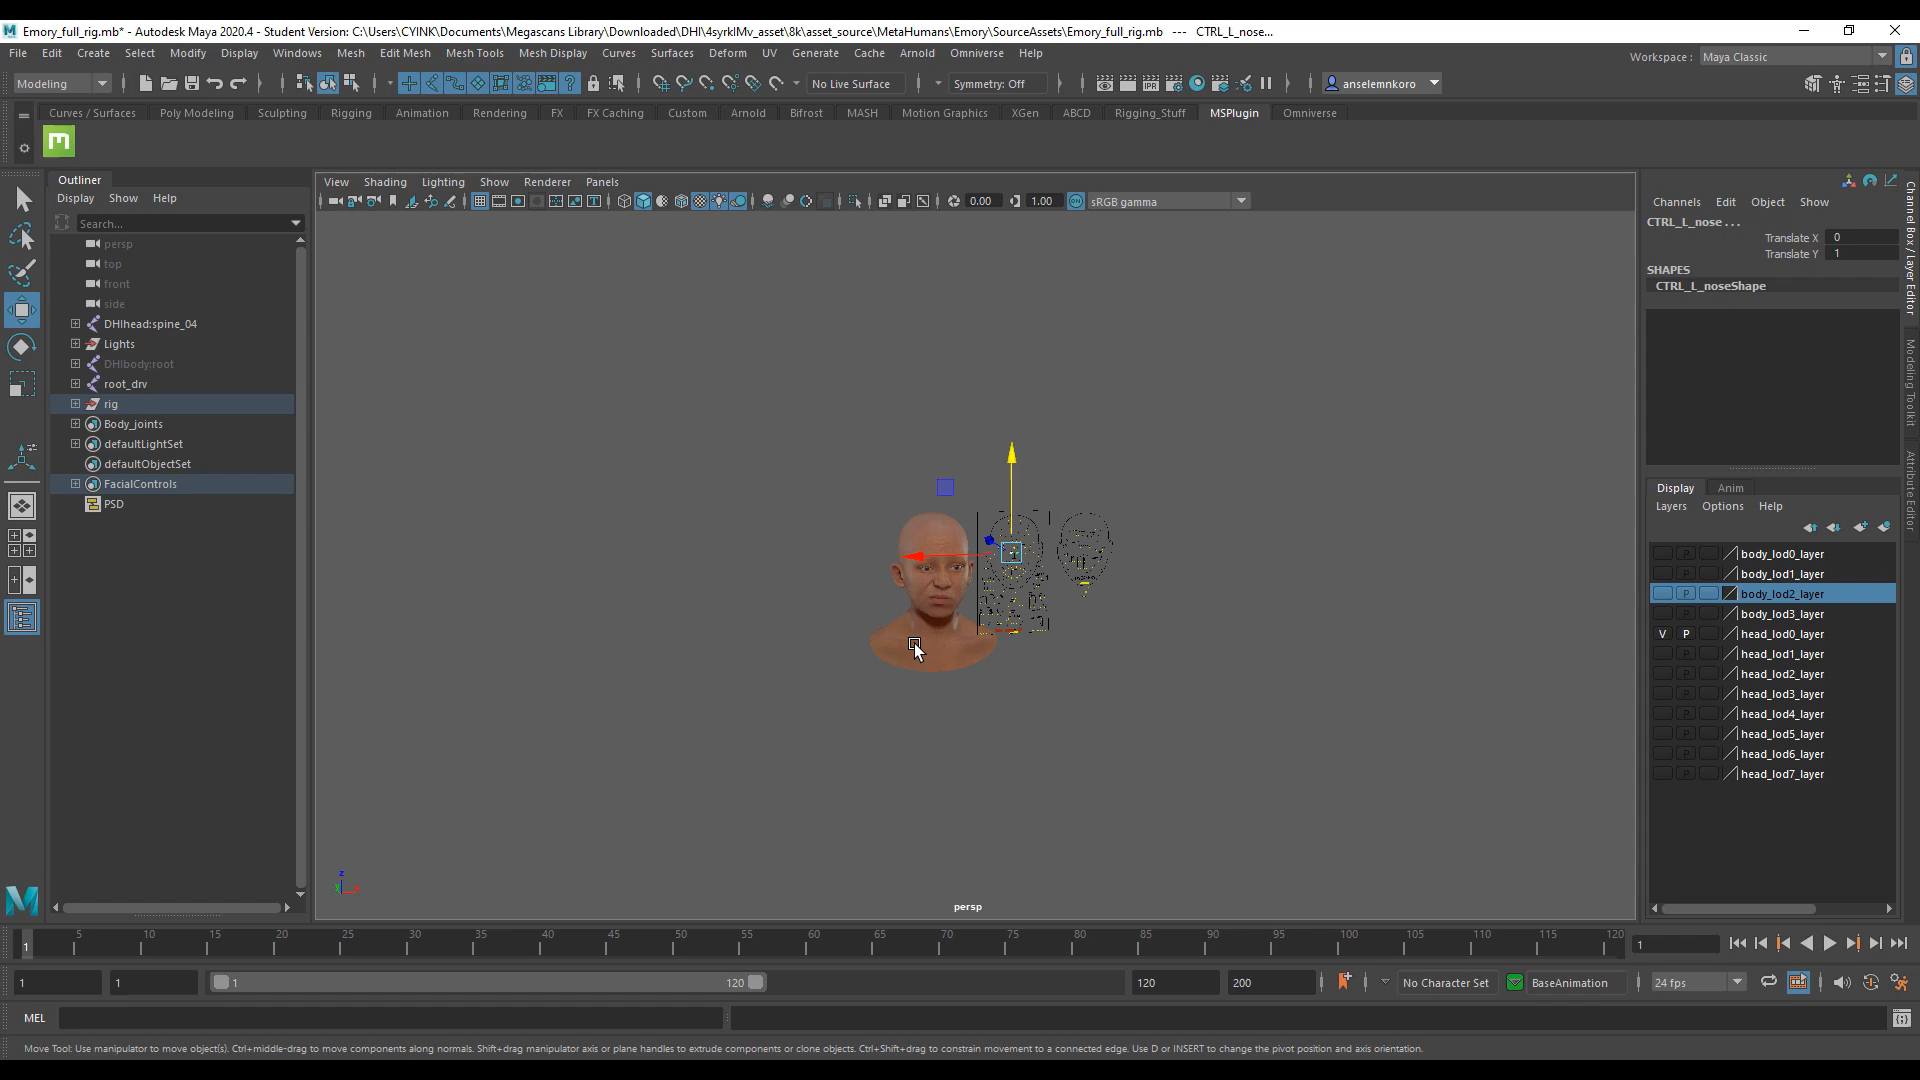 Emory_full_rig.mb* - Autodesk Maya 2020.4 - Student Version: C:\Users\CYINK\Documents\Megascans Library\Downloaded\DHI\4syrklMv_asset\8k\asset_source\MetaHumans\Emory\SourceAssets\Emory_full_rig.mb --- CTRL_L_nose...
File Edit Create Select Modify Display Windows Mesh Edit Mesh Mesh Tools Mesh Display Curves Surfaces Deform UV Generate Cache Arnold Omniverse Help
Workspace : Maya Classic
Modeling No Live Surface Symmetry: Off anselemnkoro
Curves / Surfaces Poly Modeling Sculpting Rigging Animation Rendering FX FX Caching Custom Arnold Bifrost MASH Motion Graphics XGen ABCD Rigging_Stuff MSPlugin Omniverse
Outliner
Display Show Help
Search...
persp
top
front
side
DHIhead:spine_04
Lights
DHIbody:root
root_drv
rig
Body_joints
defaultLightSet
defaultObjectSet
FacialControls
PSD
View Shading Lighting Show Renderer Panels
0.00 1.00 ON sRGB gamma
z
persp
Channels Edit Object Show
CTRL_L_nose . . .
Translate X 0
Translate Y 1
SHAPES
CTRL_L_noseShape
Channel Box / Layer Editor
Modeling Toolkit
Attribute Editor
Display Anim
Layers Options Help
P body_lod0_layer
P body_lod1_layer
P body_lod2_layer
P body_lod3_layer
V P head_lod0_layer
P head_lod1_layer
P head_lod2_layer
P head_lod3_layer
P head_lod4_layer
P head_lod5_layer
P head_lod6_layer
P head_lod7_layer
1 5 10 15 20 25 30 35 40 45 50 55 60 65 70 75 80 85 90 95 100 105 110 115 120 1
1 1 1 120 120 200 No Character Set BaseAnimation 24 fps
MEL
Move Tool: Use manipulator to move object(s). Ctrl+middle-drag to move components along normals. Shift+drag manipulator axis or plane handles to extrude components or clone objects. Ctrl+Shift+drag to constrain movement to a connected edge. Use D or INSERT to change the pivot position and axis orientation.